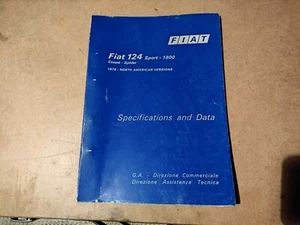 FIAT
Fiat 124 Sport - 1800
Coupe - Spider
1973 - NORTH AMERICAN VERSIONS
Specifications and Data
G.A. - Direzione Commerciale
Direzione Assistenza Tecnica